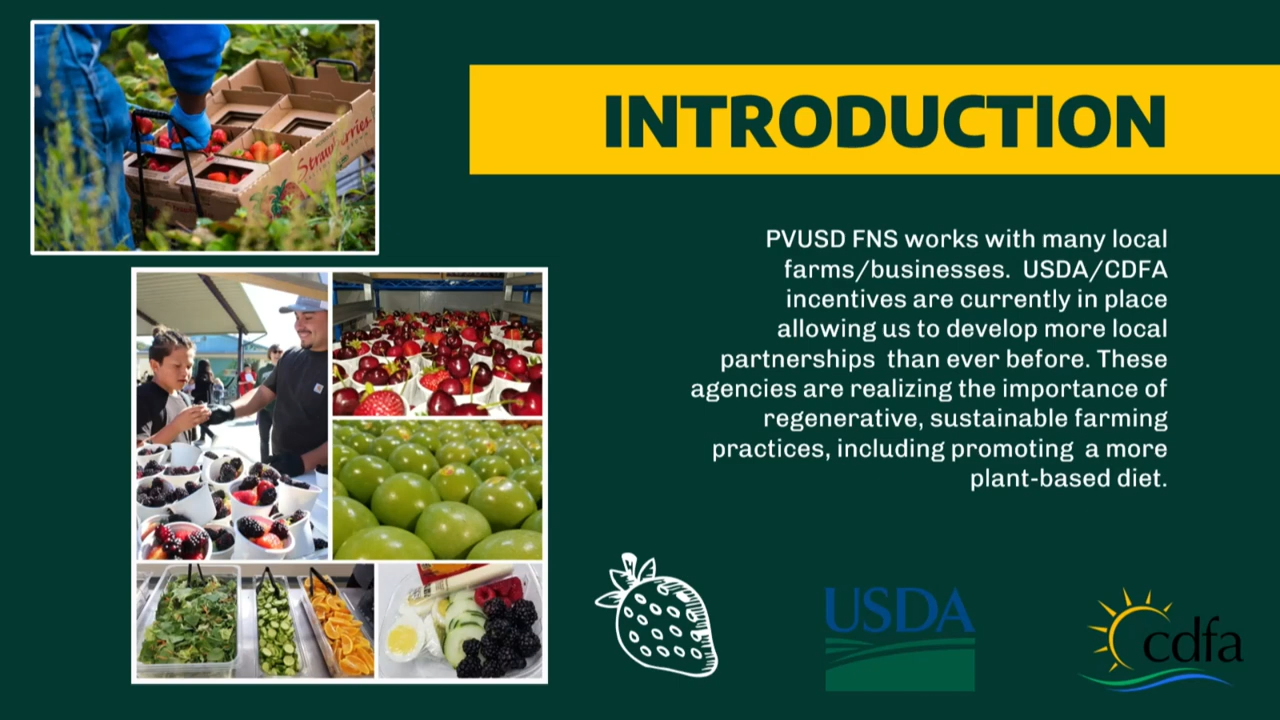 Strawberries
INTRODUCTION
PVUSD FNS works with many local
farms/businesses.  USDA/CDFA
incentives are currently in place
allowing us to develop more local
partnerships  than ever before. These
agencies are realizing the importance of
regenerative, sustainable farming
practices, including promoting  a more
plant-based diet.
USDA
cdfa